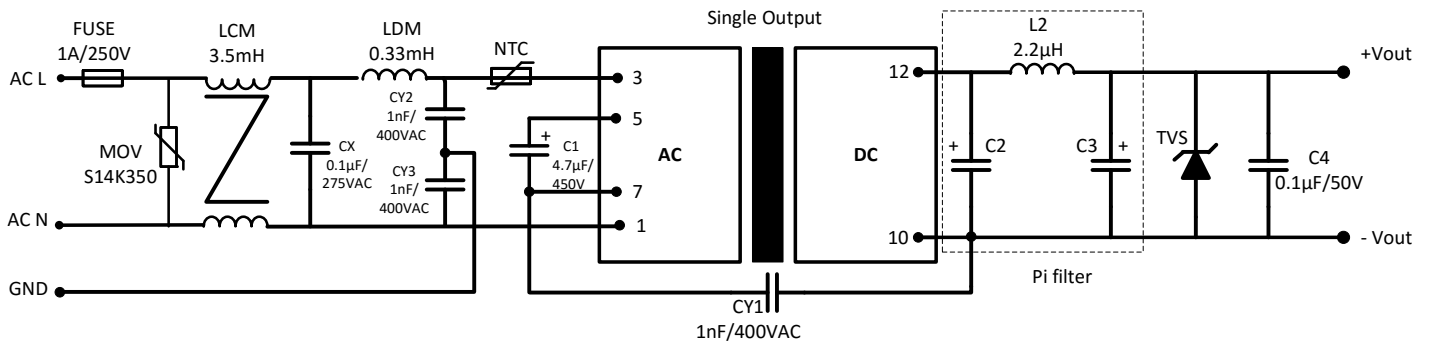 Single Output
FUSE
1A/250V
LCM
3.5mH
LDM
0.33mH
NTC
L2
2.2µH
+Vout
AC L
3
12
CY2
1nF/
400VAC
5
MOV
S14K350
CX
0.1µF/
275VAC
CY3
1nF/
400VAC
+
C1
4.7µF/
450V
AC
DC
+
C2
C3
+
TVS
C4
0.1µF/50V
7
AC N
1
10
- Vout
GND
Pi filter
CY1
1nF/400VAC